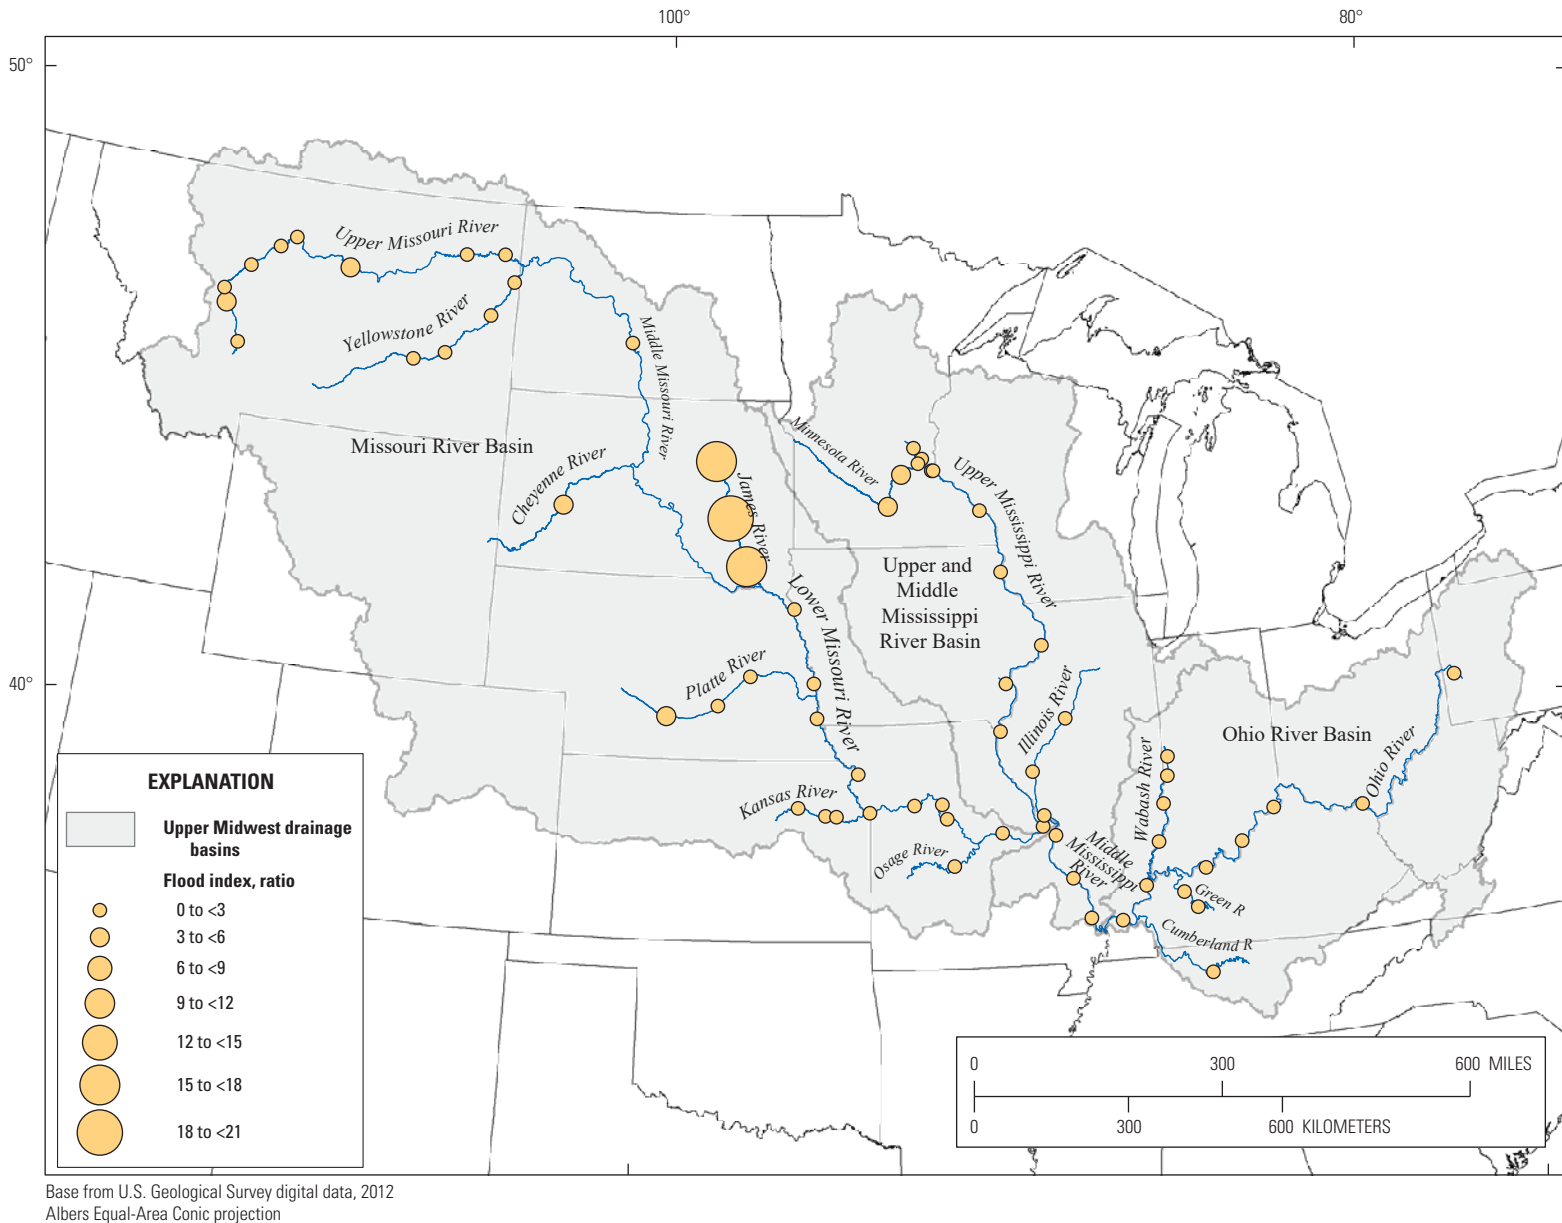 100°
80°
50°
40°
Upper Missouri River
Yellowstone River
Middle Missouri River
Missouri River Basin
Cheyenne River
James River
Minnesota River
Upper Mississippi River
Upper and
Middle
Mississippi
River Basin
Lower Missouri River
Platte River
Illinois River
Kansas River
Osage River
Middle
Mississippi
River
Wabash River
Ohio River Basin
Ohio River
Green R
Cumberland R
EXPLANATION
Upper Midwest drainage
basins
Flood index, ratio
0 to <3
3 to <6
6 to <9
9 to <12
12 to <15
15 to <18
18 to <21
0 300 600 MILES
0 300 600 KILOMETERS
Base from U.S. Geological Survey digital data, 2012
Albers Equal-Area Conic projection